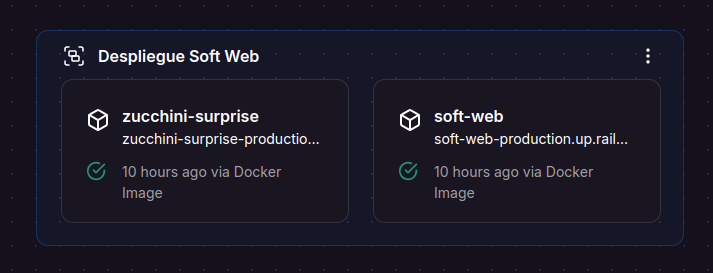 Despliegue Soft Web
zucchini-surprise
zucchini-surprise-productio...
10 hours ago via Docker
Image
soft-web
soft-web-production.up.rail...
10 hours ago via Docker
Image